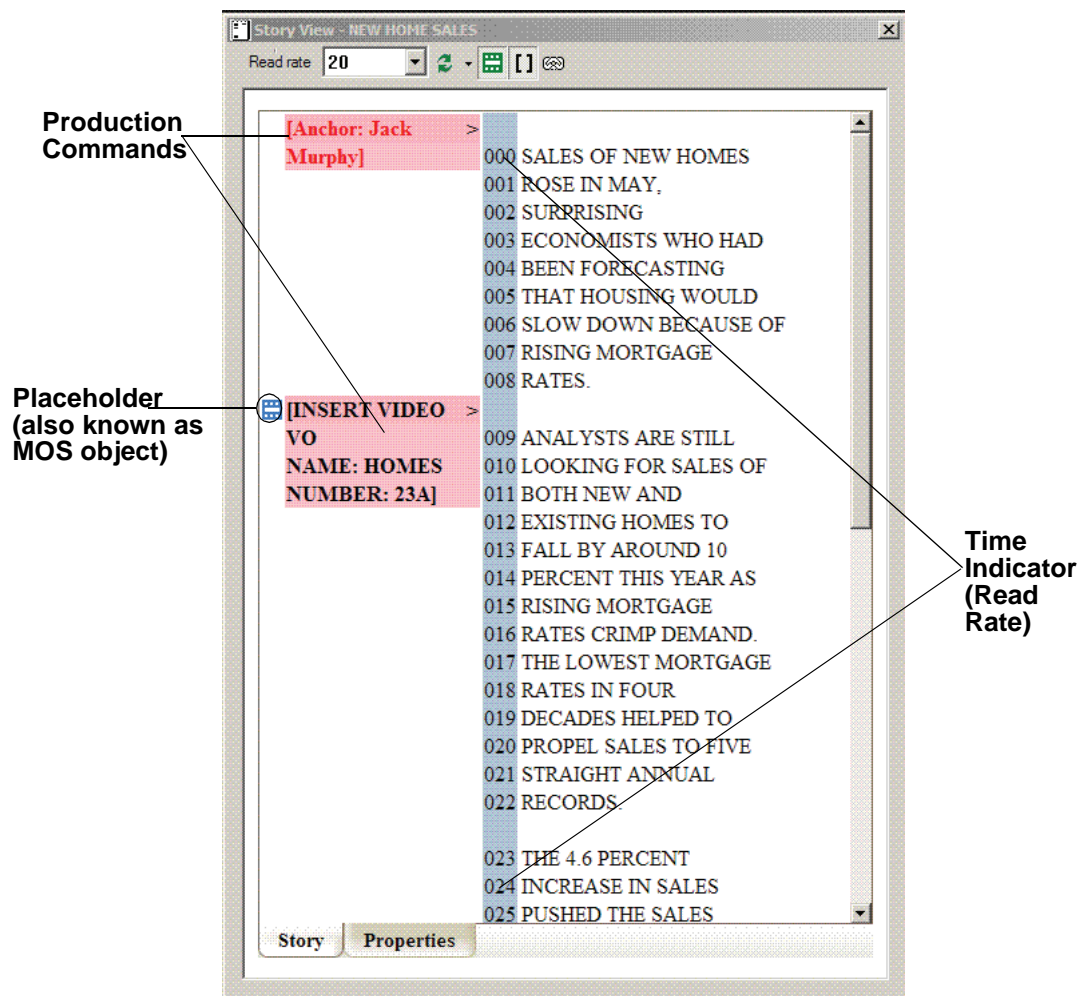 Story View - NEW HOME SALES
Read rate 20
[ ]
Production
Commands
[Anchor: Jack >
Murphy]
000 SALES OF NEW HOMES
001 ROSE IN MAY,
002 SURPRISING
003 ECONOMISTS WHO HAD
004 BEEN FORECASTING
005 THAT HOUSING WOULD
006 SLOW DOWN BECAUSE OF
007 RISING MORTGAGE
008 RATES.
Placeholder
(also known as
MOS object)
[INSERT VIDEO >
VO
NAME: HOMES
NUMBER: 23A]
009 ANALYSTS ARE STILL
010 LOOKING FOR SALES OF
011 BOTH NEW AND
012 EXISTING HOMES TO
013 FALL BY AROUND 10
014 PERCENT THIS YEAR AS
015 RISING MORTGAGE
016 RATES CRIMP DEMAND.
017 THE LOWEST MORTGAGE
018 RATES IN FOUR
019 DECADES HELPED TO
020 PROPEL SALES TO FIVE
021 STRAIGHT ANNUAL
022 RECORDS.
023 THE 4.6 PERCENT
024 INCREASE IN SALES
025 PUSHED THE SALES
Time
Indicator
(Read
Rate)
Story
Properties